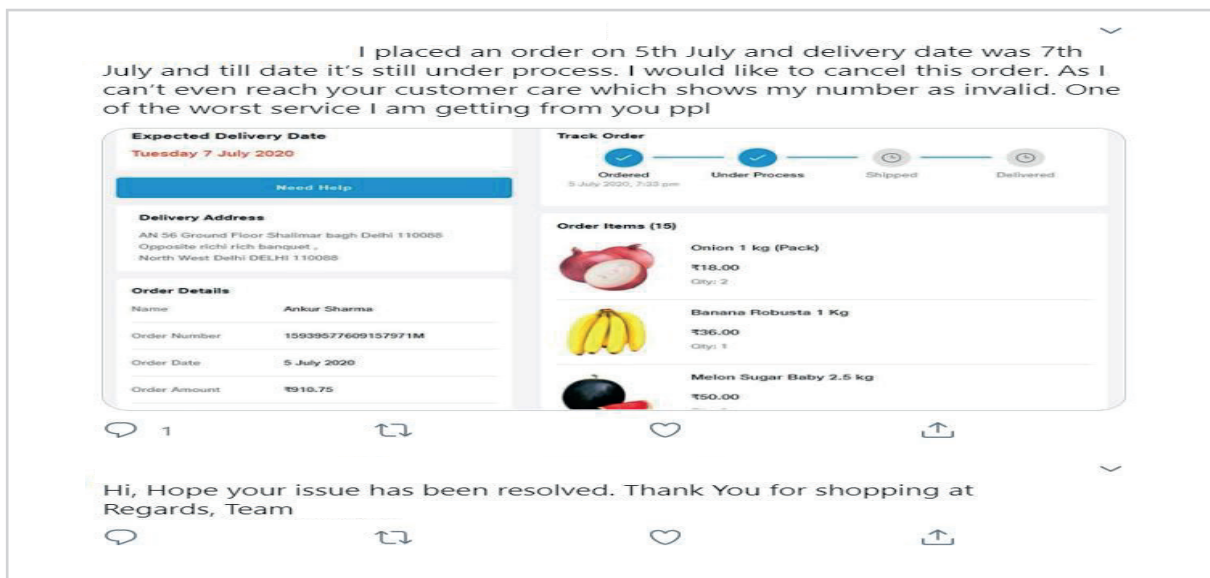 I placed an order on 5th July and delivery date was 7th
July and till date it's still under process. I would like to cancel this order. As I
can't even reach your customer care which shows my number as invalid. One
of the worst service I am getting from you ppl
Expected Delivery Date
Tuesday 7 July 2020
Need Help
Delivery Address
AN 56 Ground Floor Shalimar bagh Delhi 110088
Opposite richi rich banquet ,
North West Delhi DELHI 110088
Order Details
Name Ankur Sharma
Order Number 15939577609157971M
Order Date 5 July 2020
Order Amount ₹910.75
Track Order
Ordered Under Process Shipped Delivered
5 July 2020, 7:33 pm
Order Items (15)
Onion 1 kg (Pack)
₹18.00
Qty: 2
Banana Robusta 1 Kg
₹36.00
Qty: 1
Melon Sugar Baby 2.5 kg
₹50.00
1
Hi, Hope your issue has been resolved. Thank You for shopping at
Regards, Team